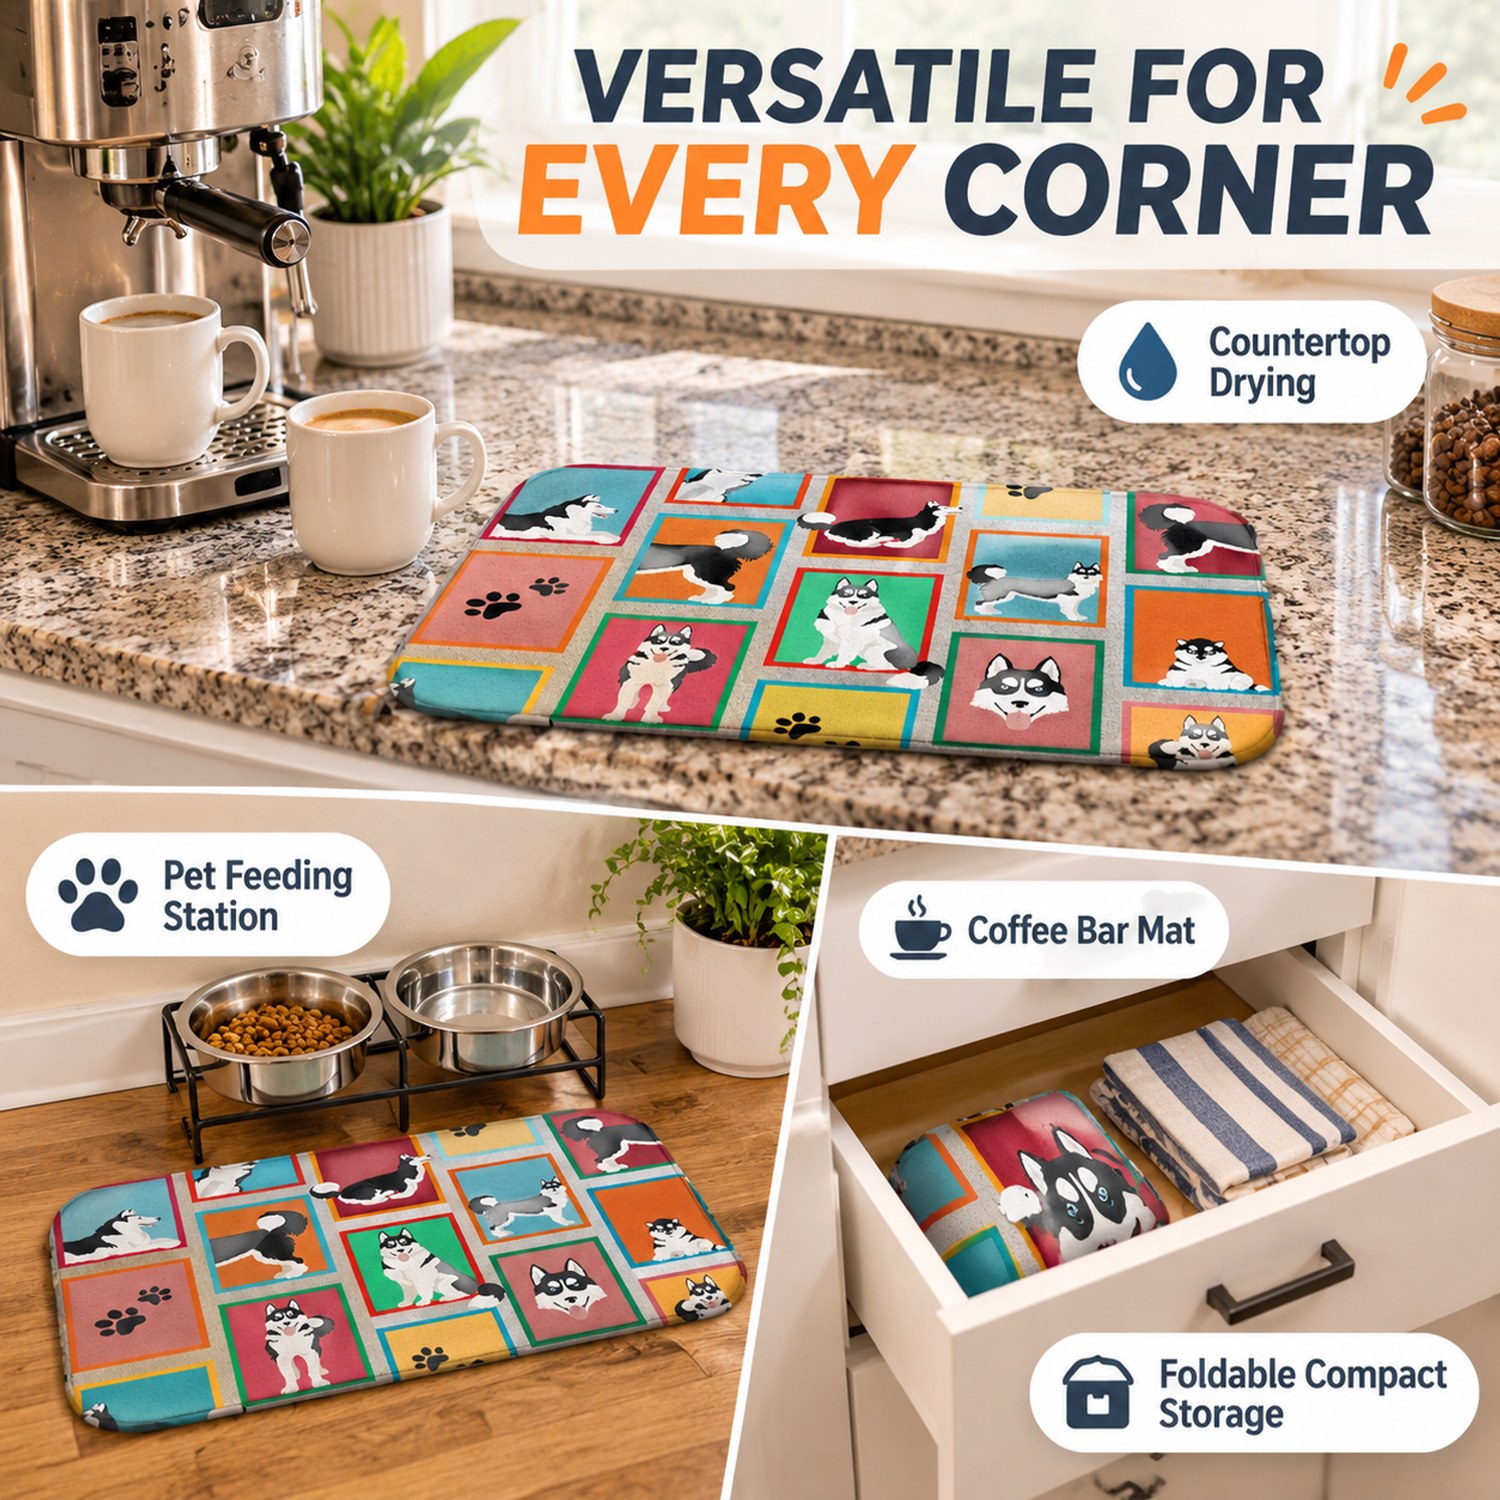 VERSATILE FOR
EVERY CORNER
Countertop
Drying
Pet Feeding
Station
Coffee Bar Mat
Foldable Compact
Storage